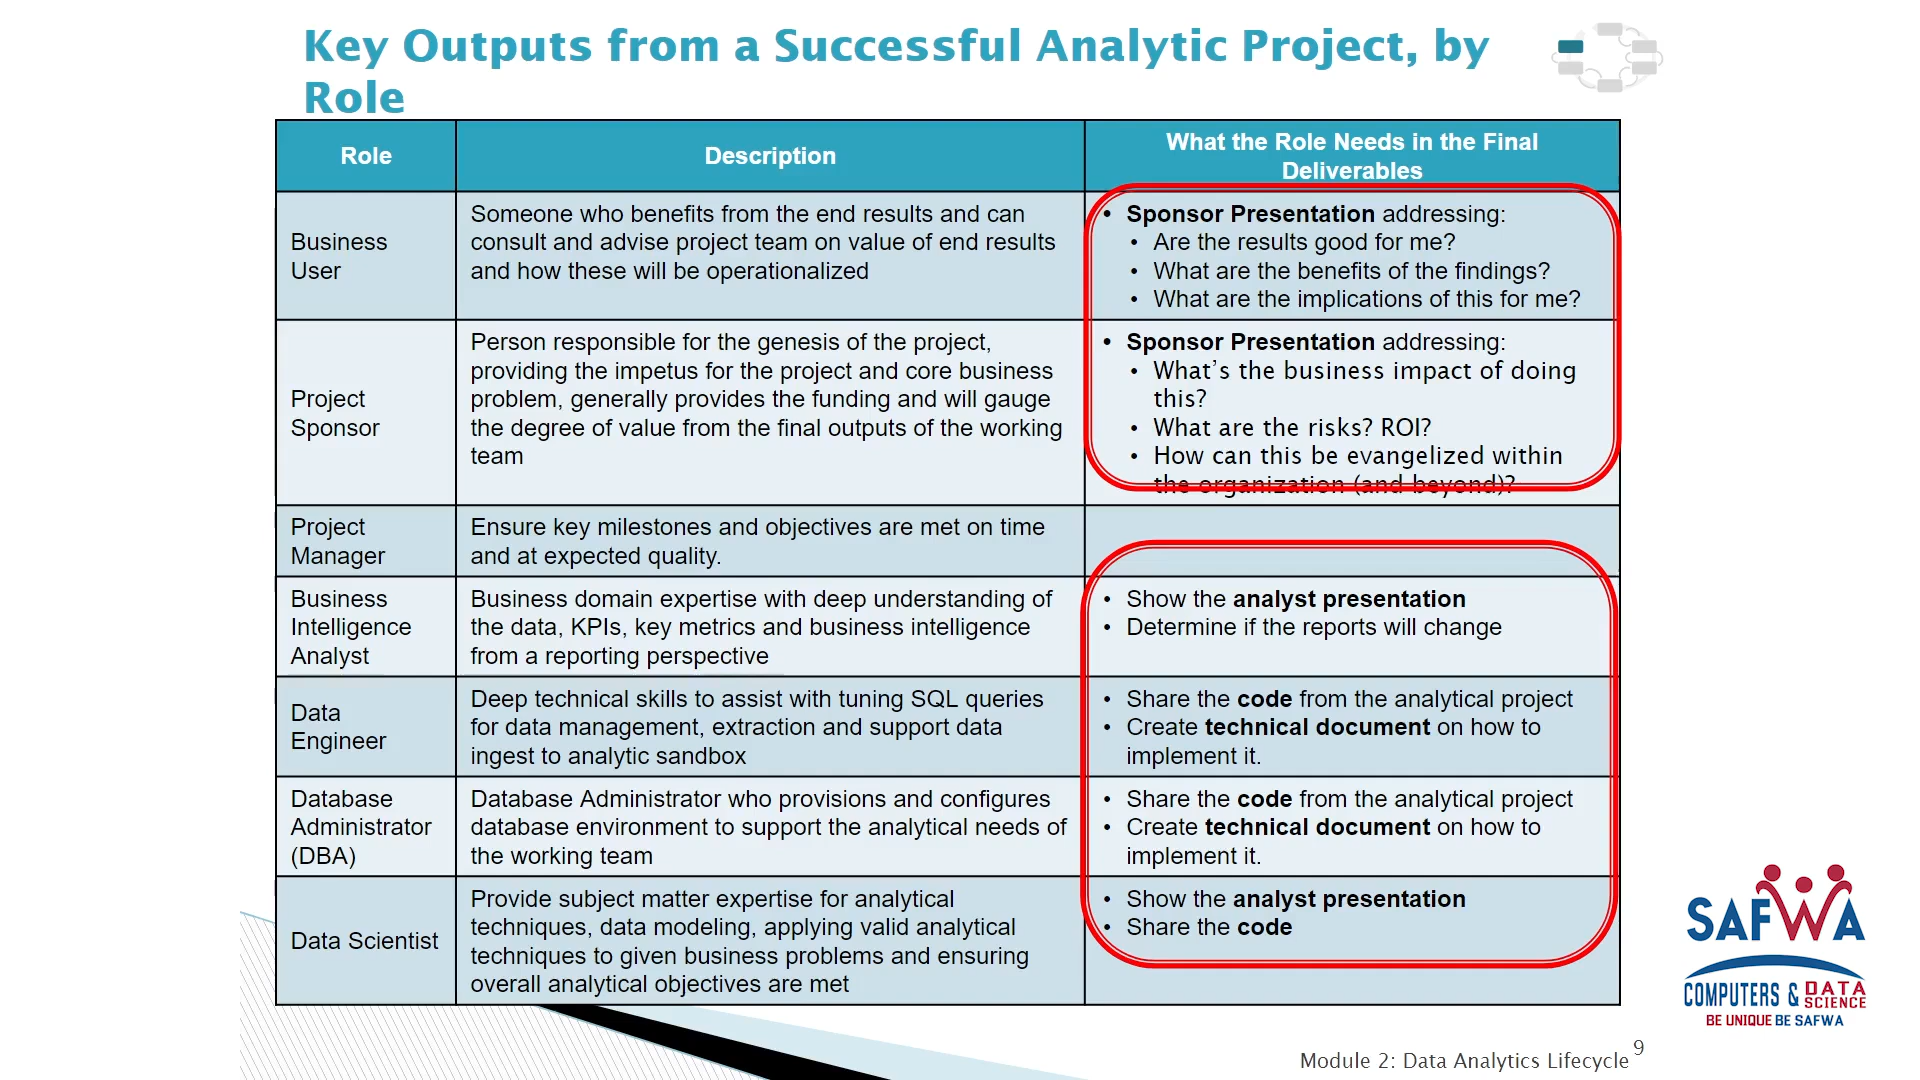 Key Outputs from a Successful Analytic Project, by
Role
Role
Description
What the Role Needs in the Final
Deliverables
Business
User
Someone who benefits from the end results and can
consult and advise project team on value of end results
and how these will be operationalized
• Sponsor Presentation addressing:
• Are the results good for me?
• What are the benefits of the findings?
• What are the implications of this for me?
Project
Sponsor
Person responsible for the genesis of the project,
providing the impetus for the project and core business
problem, generally provides the funding and will gauge
the degree of value from the final outputs of the working
team
• Sponsor Presentation addressing:
• What’s the business impact of doing
this?
• What are the risks? ROI?
• How can this be evangelized within
the organization (and beyond)?
Project
Manager
Ensure key milestones and objectives are met on time
and at expected quality.
Business
Intelligence
Analyst
Business domain expertise with deep understanding of
the data, KPIs, key metrics and business intelligence
from a reporting perspective
• Show the analyst presentation
• Determine if the reports will change
Data
Engineer
Deep technical skills to assist with tuning SQL queries
for data management, extraction and support data
ingest to analytic sandbox
• Share the code from the analytical project
• Create technical document on how to
implement it.
Database
Administrator
(DBA)
Database Administrator who provisions and configures
database environment to support the analytical needs of
the working team
• Share the code from the analytical project
• Create technical document on how to
implement it.
Data Scientist
Provide subject matter expertise for analytical
techniques, data modeling, applying valid analytical
techniques to given business problems and ensuring
overall analytical objectives are met
• Show the analyst presentation
• Share the code
SAFWA
COMPUTERS & DATA SCIENCE
BE UNIQUE BE SAFWA
Module 2: Data Analytics Lifecycle
9